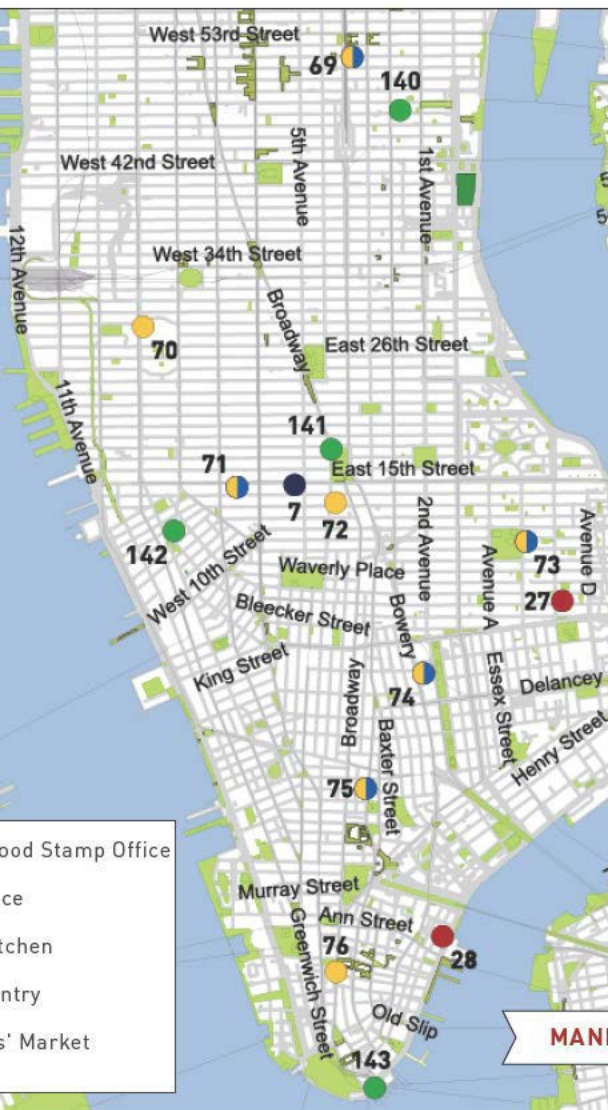 West 53rd Street
69
140
5th Avenue
1st Avenue
West 42nd Street
12th Avenue
West 34th Street
Broadway
70
East 26th Street
11th Avenue
141
71
East 15th Street
7
72
2nd Avenue
Avenue D
142
West 10th Street
73
Waverly Place
Avenue A
27
Bleecker Street
Bowery
King Street
Essex Street
Delancey
74
Broadway
Baxter Street
Henry Street
75
ood Stamp Office
ce
tchen
ntry
s' Market
Murray Street
Ann Street
Greenwich Street
76
28
Old Slip
MAN
143